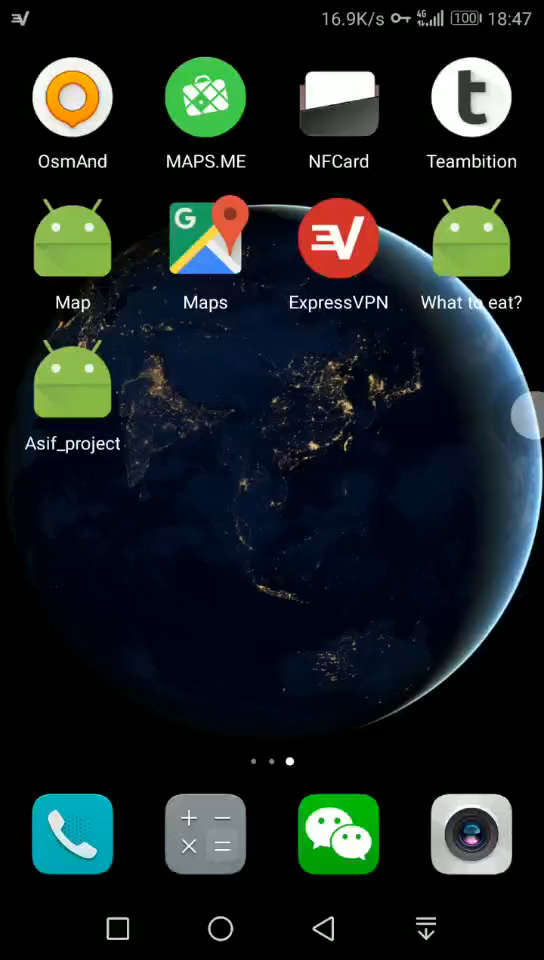 16.9K/s 4G 100 18:47
OsmAnd MAPS.ME NFCard Teambition
Map Maps ExpressVPN What to eat?
Asif_project